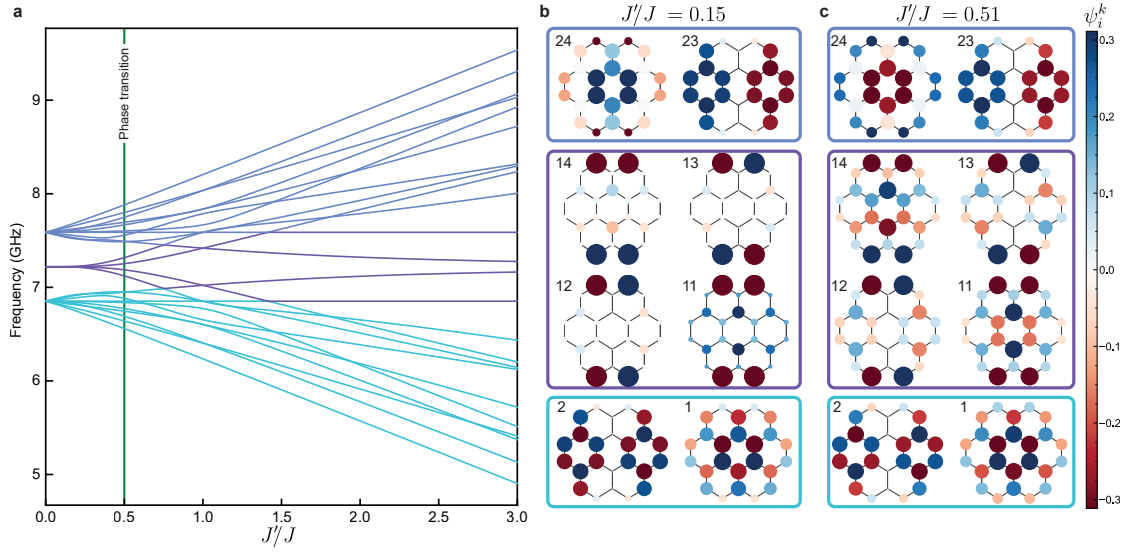 a
Phase transition
Frequency (GHz)
9
8
7
6
5
0.0 0.5 1.0 1.5 2.0 2.5 3.0
J′/J
b J′/J = 0.15
24 23
14 13
12 11
2 1
c J′/J = 0.51
24 23
14 13
12 11
2 1
ψᵢᵏ
0.3
0.2
0.1
0.0
−0.1
−0.2
−0.3